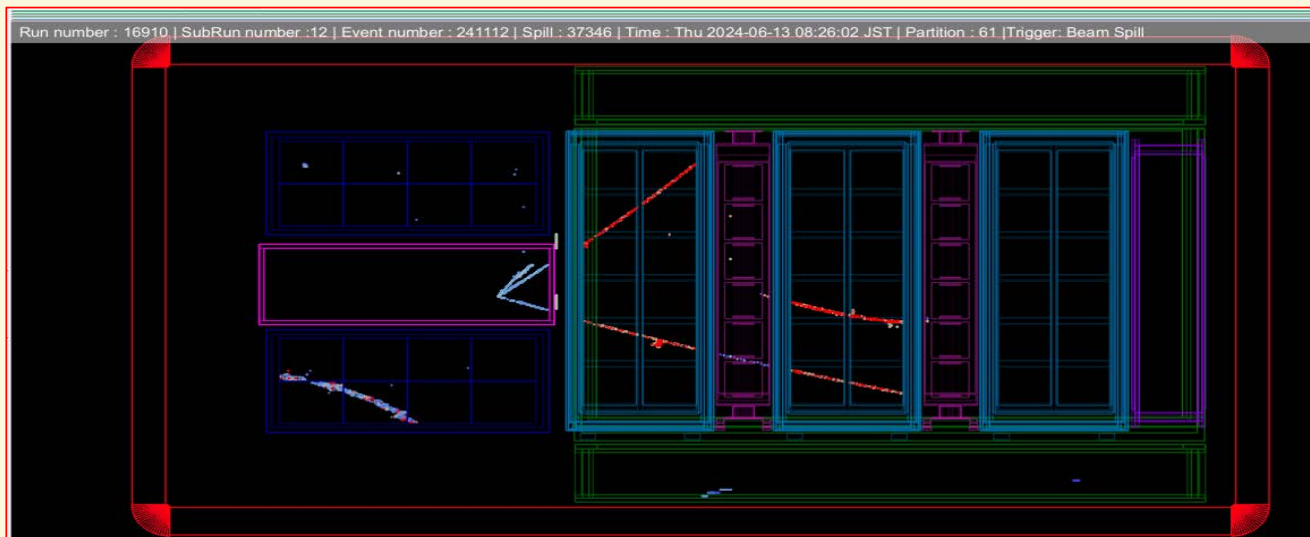 Run number : 16910 | SubRun number :12 | Event number : 241112 | Spill : 37346 | Time : Thu 2024-06-13 08:26:02 JST | Partition : 61 |Trigger: Beam Spill